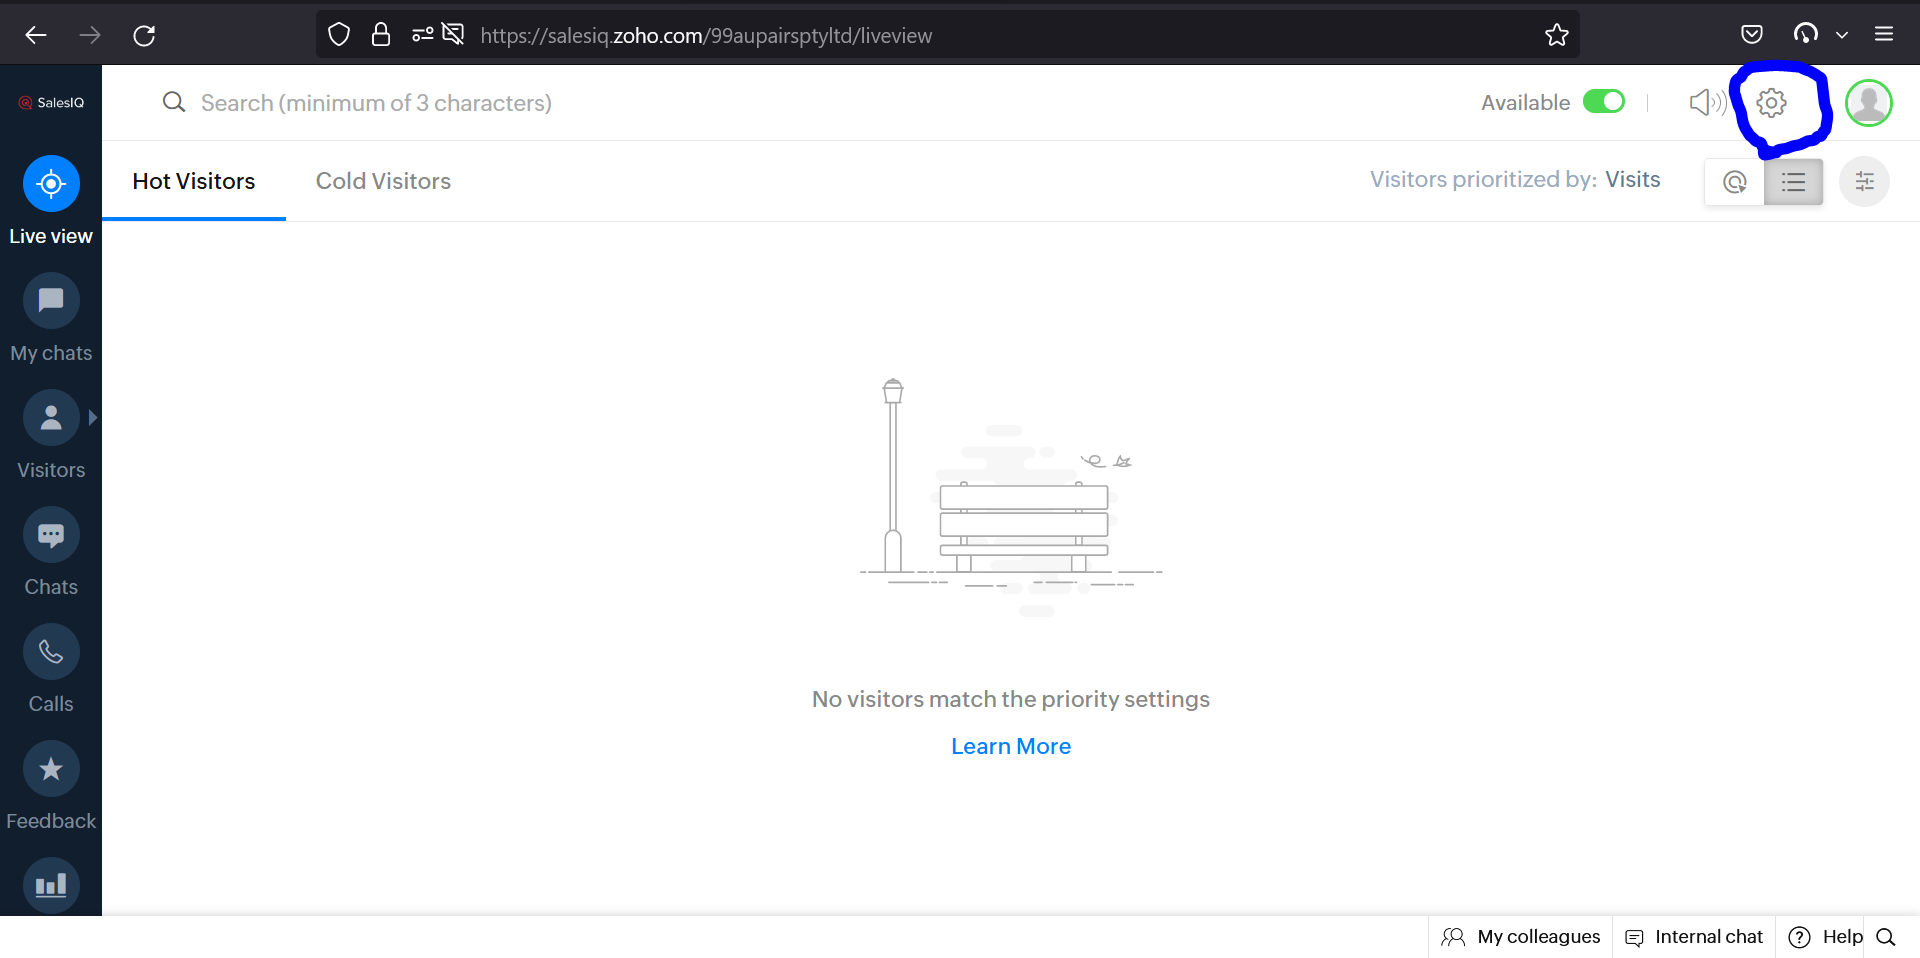 https://salesiq.zoho.com/99aupairsptyltd/liveview
SalesIQ
Search (minimum of 3 characters)
Available
Hot Visitors
Cold Visitors
Visitors prioritized by: Visits
Live view
My chats
Visitors
Chats
Calls
Feedback
No visitors match the priority settings
Learn More
My colleagues
Internal chat
Help